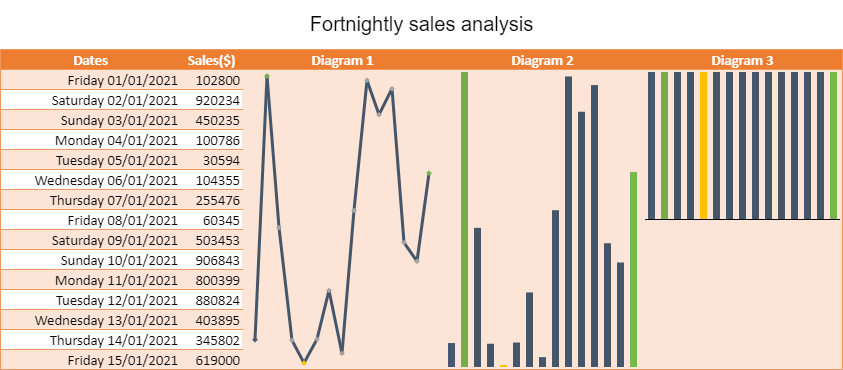 Fortnightly sales analysis
Dates Sales($) Diagram 1 Diagram 2 Diagram 3
Friday 01/01/2021 102800
Saturday 02/01/2021 920234
Sunday 03/01/2021 450235
Monday 04/01/2021 100786
Tuesday 05/01/2021 30594
Wednesday 06/01/2021 104355
Thursday 07/01/2021 255476
Friday 08/01/2021 60345
Saturday 09/01/2021 503453
Sunday 10/01/2021 906843
Monday 11/01/2021 800399
Tuesday 12/01/2021 880824
Wednesday 13/01/2021 403895
Thursday 14/01/2021 345802
Friday 15/01/2021 619000